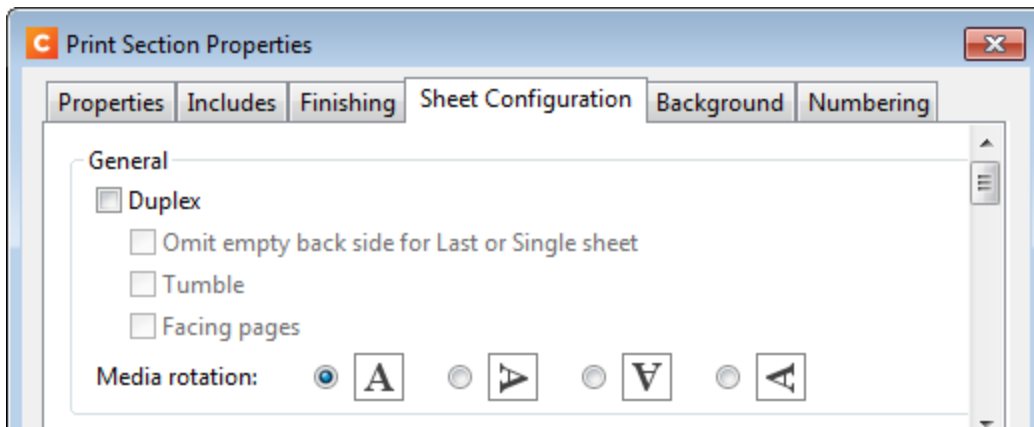 C Print Section Properties
Properties Includes Finishing Sheet Configuration Background Numbering
General
Duplex
Omit empty back side for Last or Single sheet
Tumble
Facing pages
Media rotation: A A A A